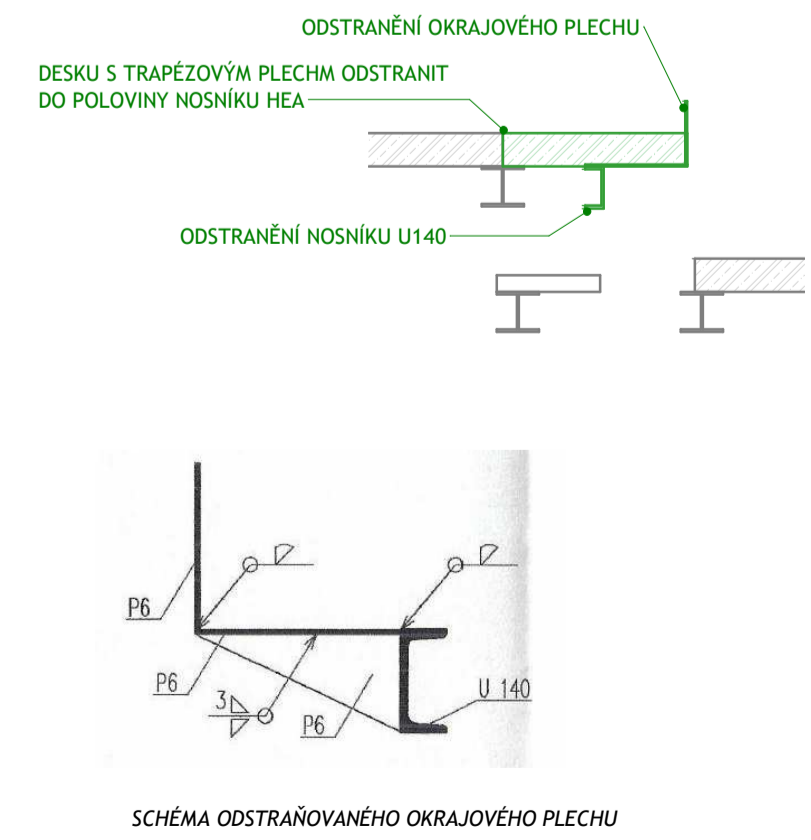 ODSTRANĚNÍ OKRAJOVÉHO PLECHU
DESKU S TRAPÉZOVÝM PLECHM ODSTRANIT
DO POLOVINY NOSNÍKU HEA
ODSTRANĚNÍ NOSNÍKU U140
P6
P6
3
P6
U 140
SCHÉMA ODSTRAŇOVANÉHO OKRAJOVÉHO PLECHU